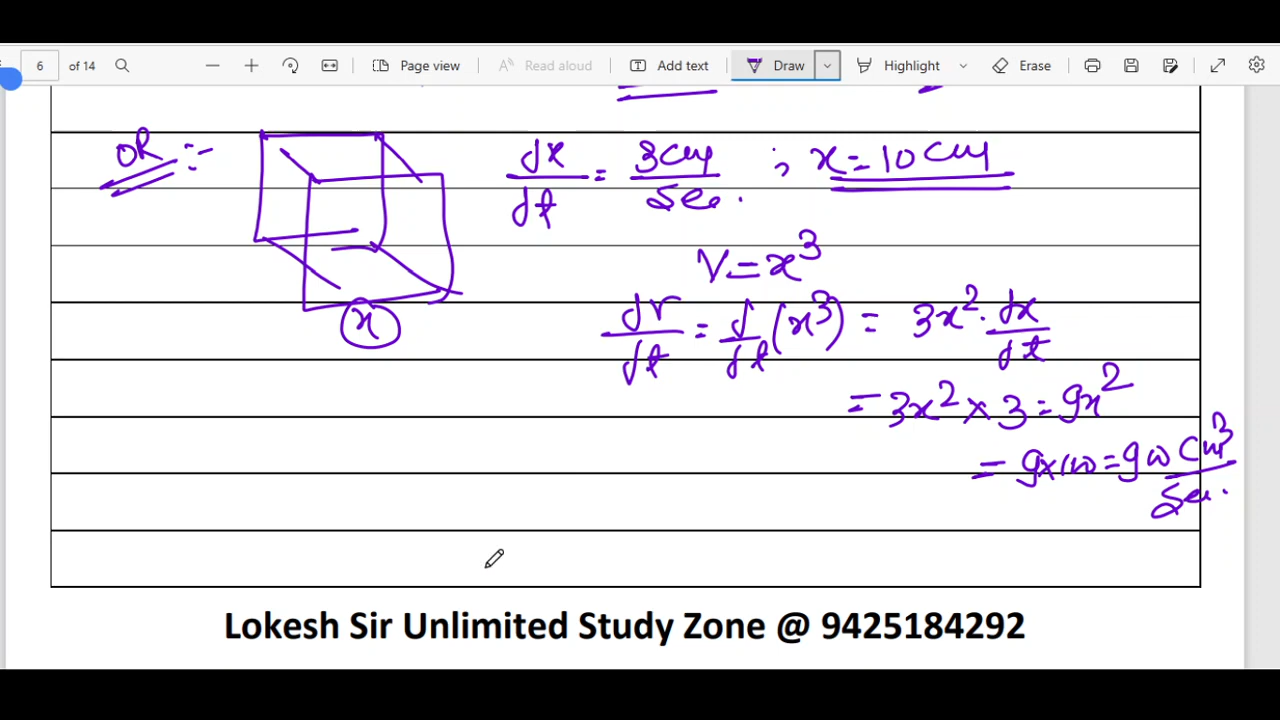 6 of 14 Page view Read aloud Add text Draw Highlight Erase
OR :-
dx/dt = 3cm/Sec. ; x = 10 cm
V = x³
x
dv/dt = d/dt (x³) = 3x² . dx/dt
= 3x² × 3 = 9x²
= 9×100 = 900 cm³/Sec.
Lokesh Sir Unlimited Study Zone @ 9425184292